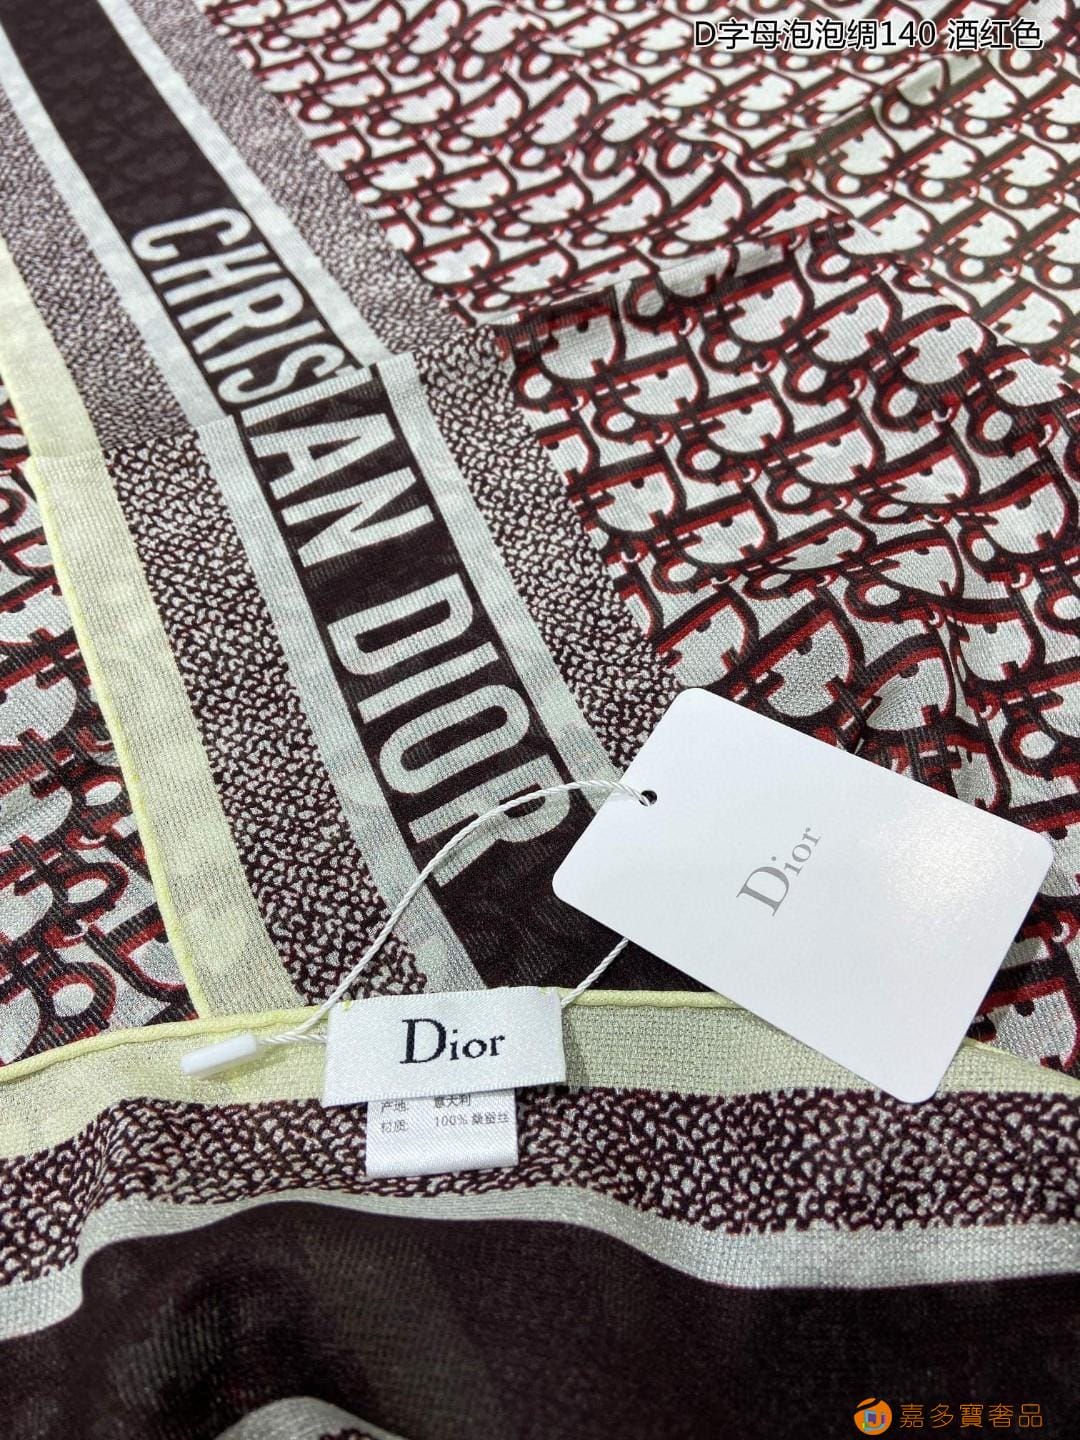 D字母泡泡绸140 酒红色
CHRISTIAN DIOR
Dior
Dior
产地: 意大利
材质: 100% 桑蚕丝
嘉多寶奢品